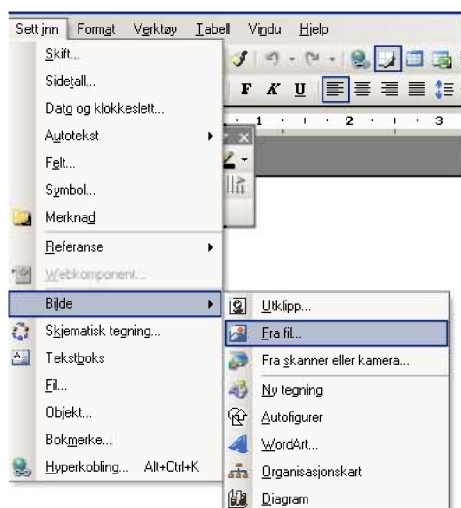 Sett inn Format Verktøy Tabell Vindu Hjelp
Skift...
Sidetall...
Dato og klokkeslett...
Autotekst
Felt...
Symbol...
Merknad
Referanse
Webkomponent...
Bilde
Skjematisk tegning...
Tekstboks
Fil...
Objekt...
Bokmerke...
Hyperkobling... Alt+Ctrl+K
F K U
1 2 3
Utklipp...
Fra fil...
Fra skanner eller kamera...
Ny tegning
Autofigurer
WordArt...
Organisasjonskart
Diagram